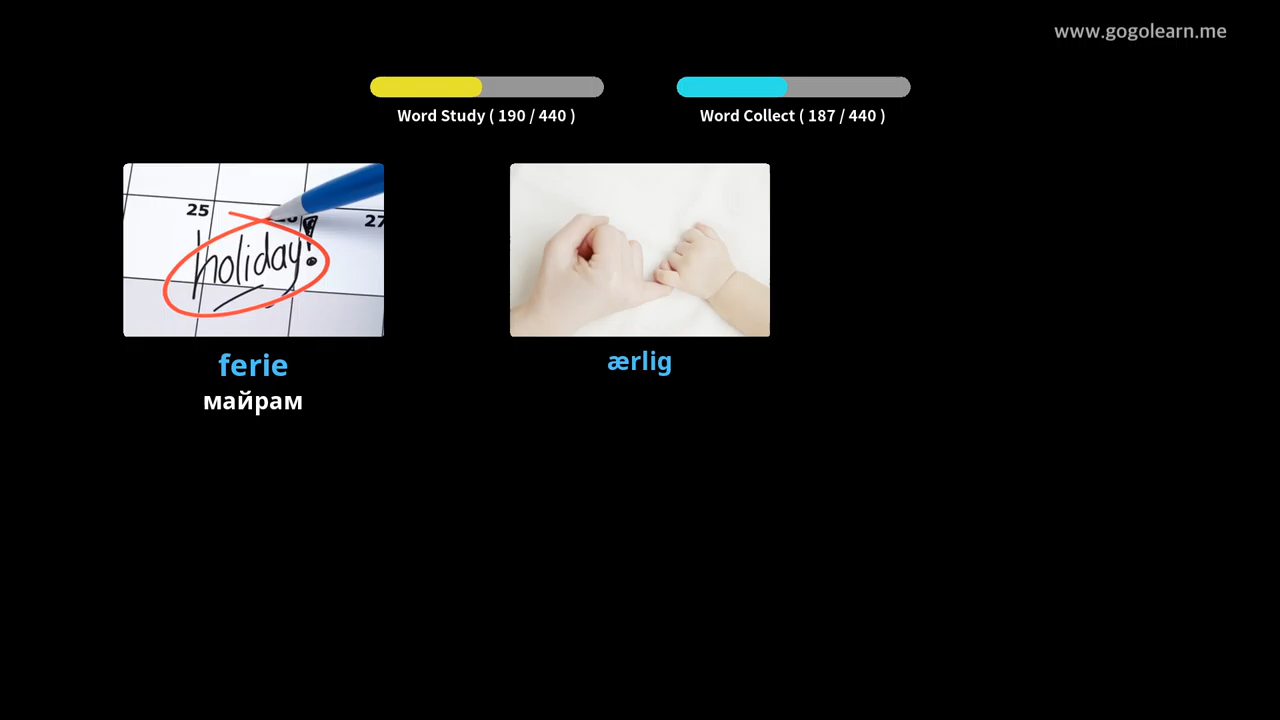 www.gogolearn.me
Word Study ( 190 / 440 )
Word Collect ( 187 / 440 )
25
27
holiday!
ferie
майрам
ærlig